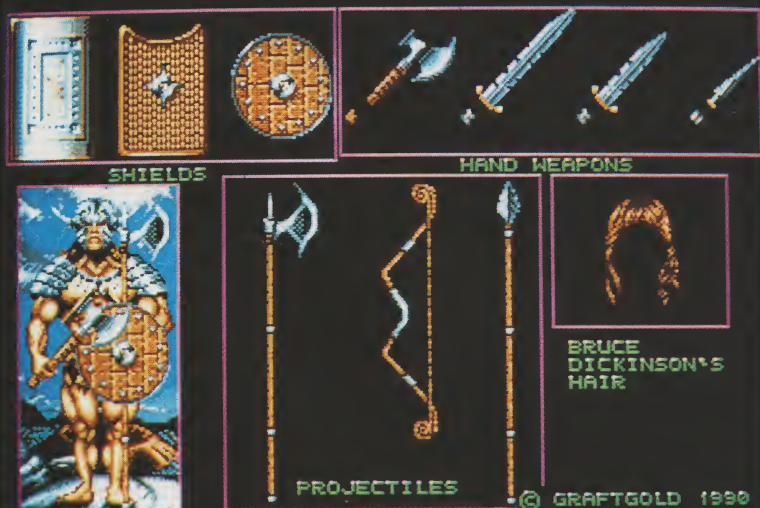 SHIELDS
HAND WEAPONS
BRUCE
DICKINSON'S
HAIR
PROJECTILES
© GRAFTGOLD 1990